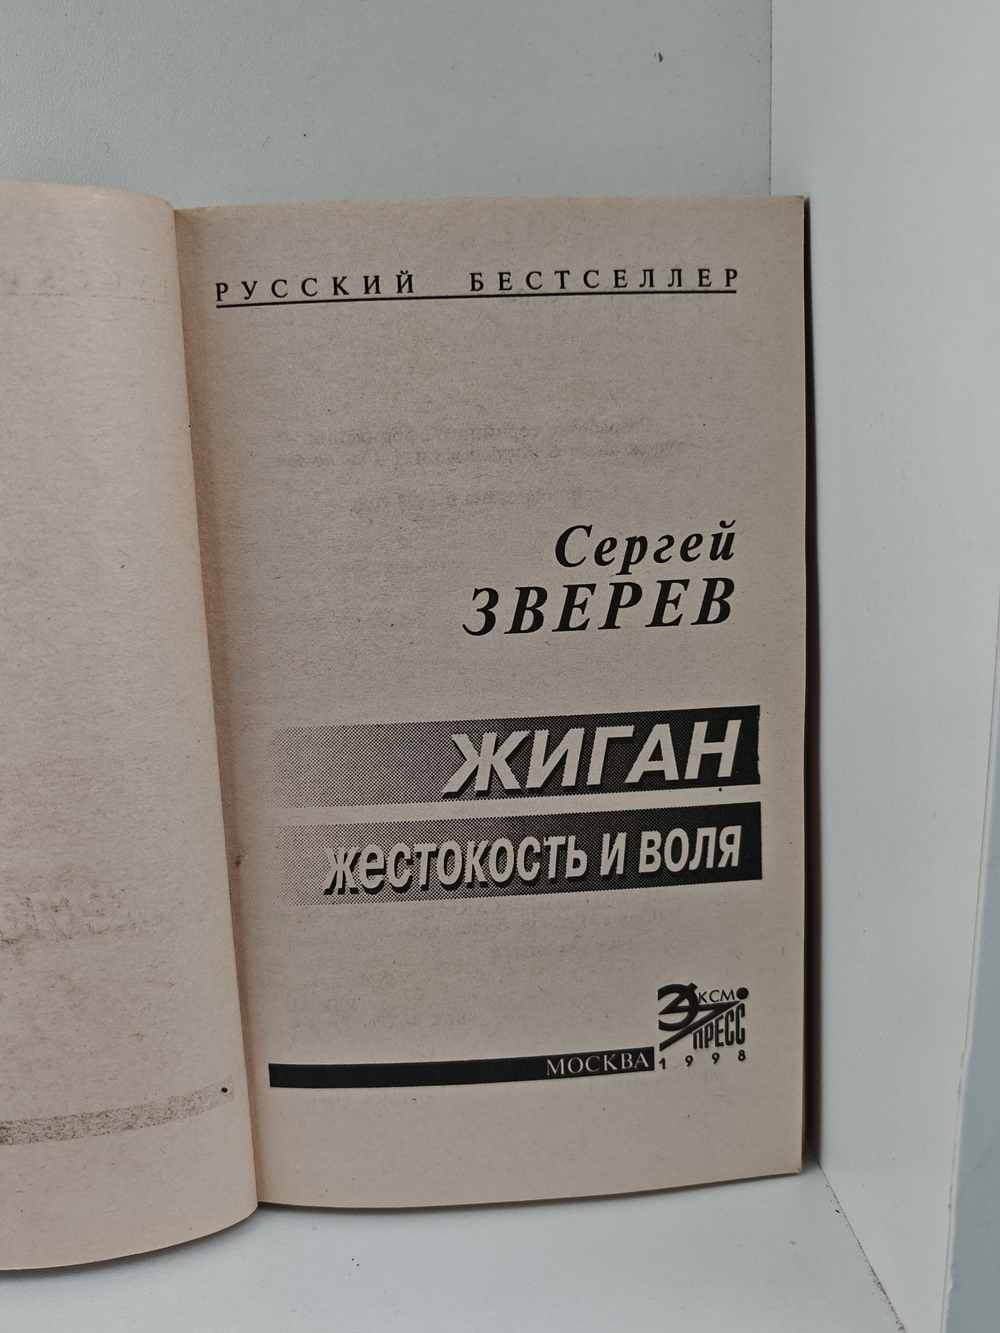 РУССКИЙ БЕСТСЕЛЛЕР
Сергей
ЗВЕРЕВ
ЖИГАН
жестокость и воля
ЭКСМО
ПРЕСС
МОСКВА 1998